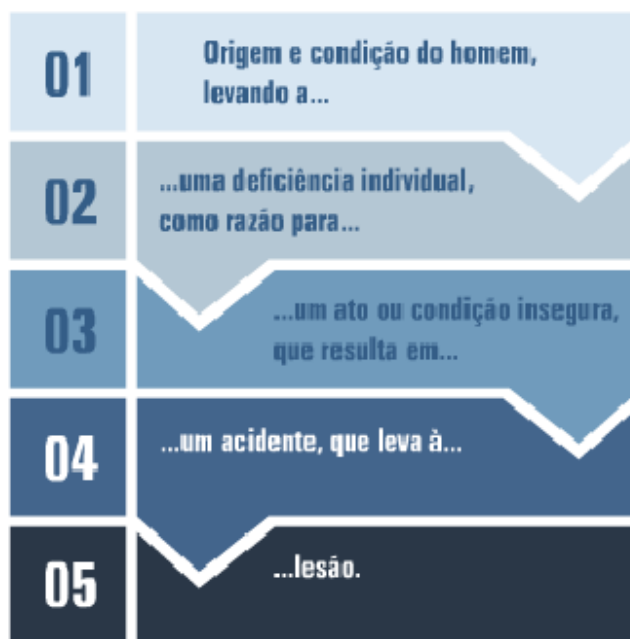 01
Origem e condição do homem,
levando a...
02
...uma deficiência individual,
como razão para...
03
...um ato ou condição insegura,
que resulta em...
04
...um acidente, que leva à...
05
...lesão.